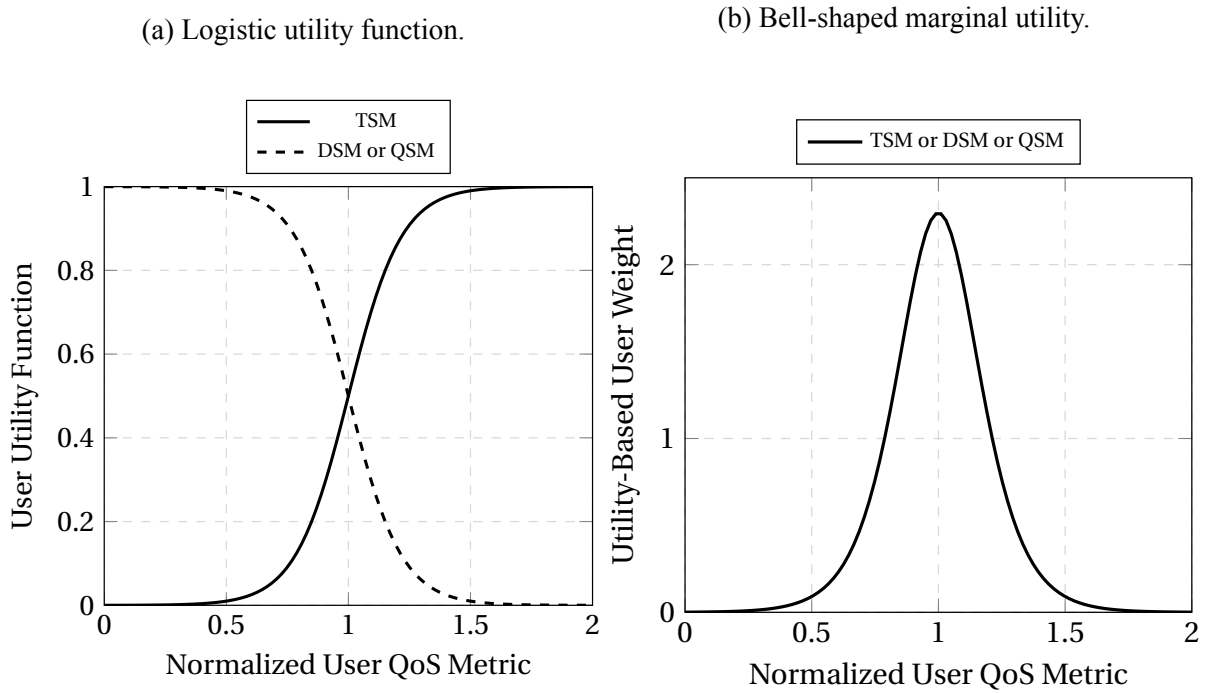 (a) Logistic utility function.
TSM
DSM or QSM
1
0.8
0.6
0.4
0.2
0
0
0.5
1
1.5
2
User Utility Function
Normalized User QoS Metric
(b) Bell-shaped marginal utility.
TSM or DSM or QSM
2
1
0
0
0.5
1
1.5
2
Utility-Based User Weight
Normalized User QoS Metric